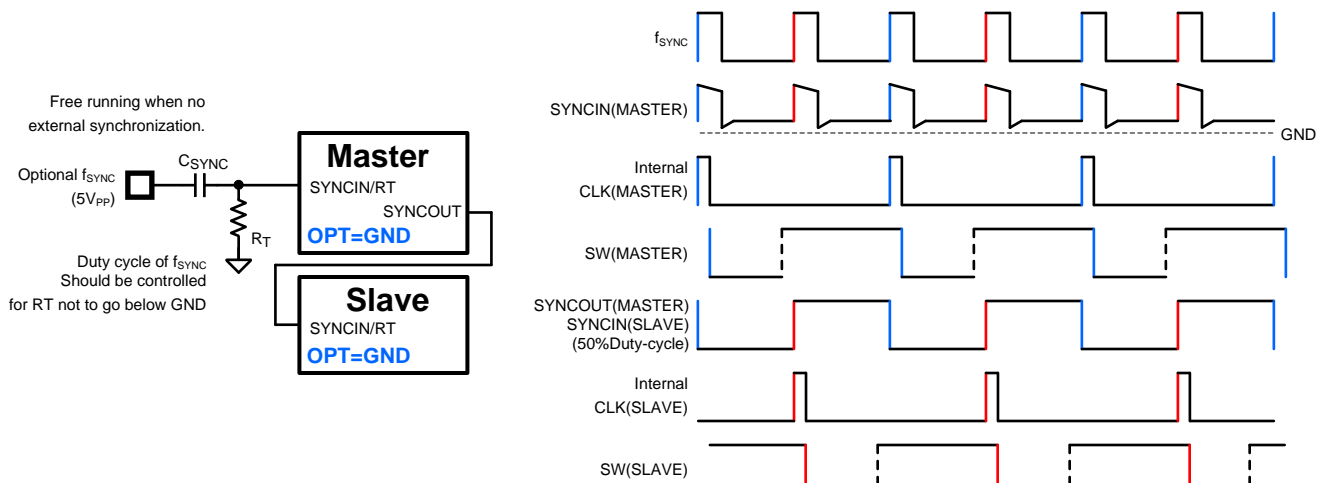 Free running when no
external synchronization.
CSYNC
Optional fSYNC
(5VPP)
RT
Duty cycle of fSYNC
Should be controlled
for RT not to go below GND
Master
SYNCIN/RT
SYNCOUT
OPT=GND
Slave
SYNCIN/RT
OPT=GND
fSYNC
SYNCIN(MASTER)
GND
Internal
CLK(MASTER)
SW(MASTER)
SYNCOUT(MASTER)
SYNCIN(SLAVE)
(50%Duty-cycle)
Internal
CLK(SLAVE)
SW(SLAVE)